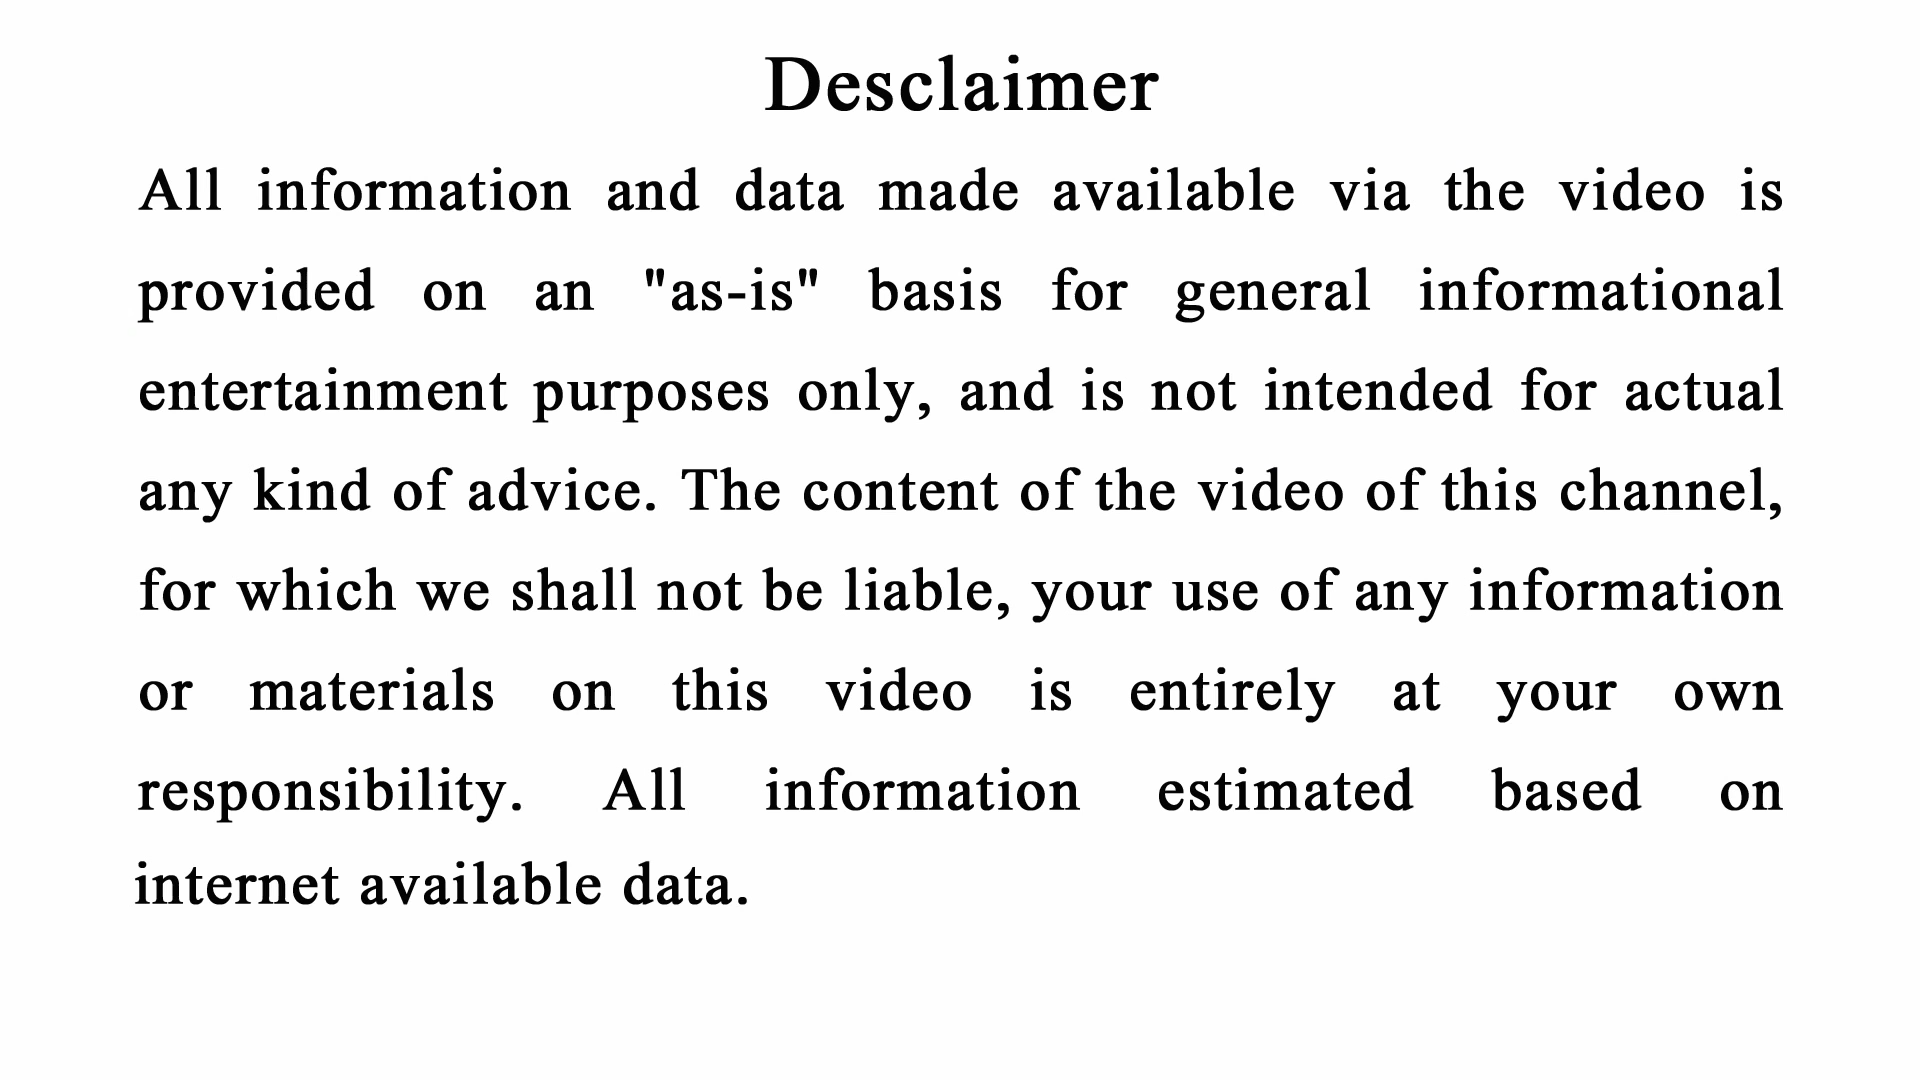 Desclaimer
All information and data made available via the video is
provided on an "as-is" basis for general informational
entertainment purposes only, and is not intended for actual
any kind of advice. The content of the video of this channel,
for which we shall not be liable, your use of any information
or materials on this video is entirely at your own
responsibility. All information estimated based on
internet available data.